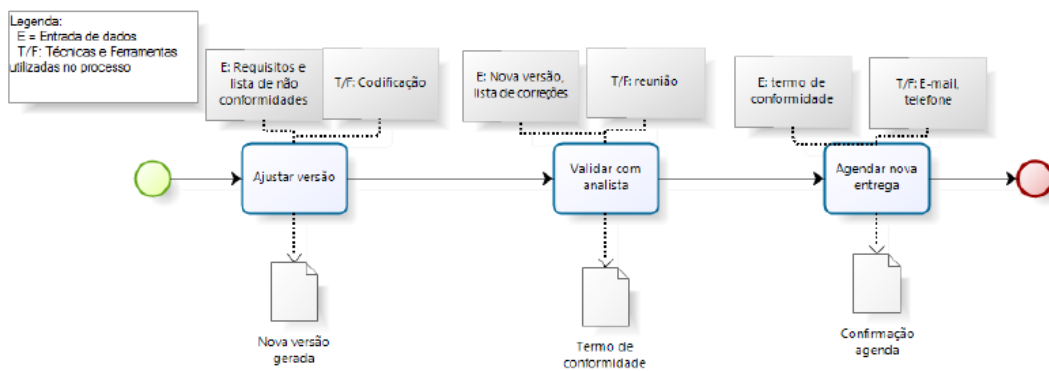 Legenda:
E = Entrada de dados
T/F: Técnicas e Ferramentas
utilizadas no processo
E: Requisitos e
lista de não
conformidades
T/F: Codificação
E: Nova versão,
lista de correções
T/F: reunião
E: termo de
conformidade
T/F: E-mail,
telefone
Ajustar versão
Validar com
analista
Agendar nova
entrega
Nova versão
gerada
Termo de
conformidade
Confirmação
agenda